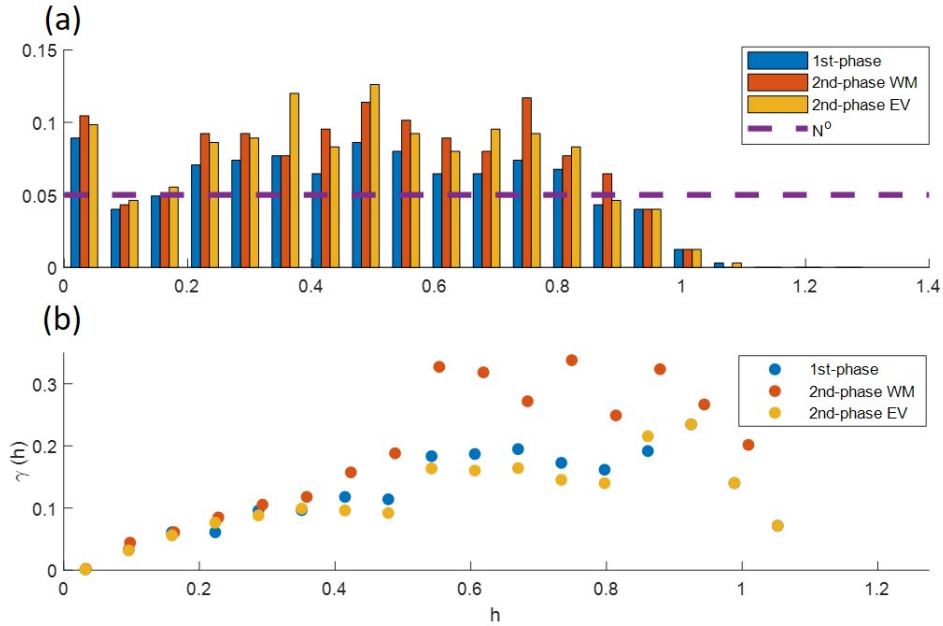 (a)
0.15
0.1
0.05
0
1st-phase
2nd-phase WM
2nd-phase EV
N⁰
0 0.2 0.4 0.6 0.8 1 1.2 1.4
(b)
0.3
0.2
0.1
0
γ (h)
1st-phase
2nd-phase WM
2nd-phase EV
0 0.2 0.4 0.6 0.8 1 1.2
h